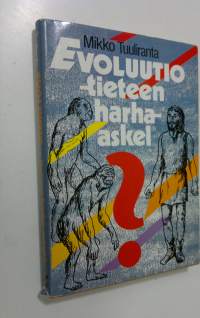 Mikko Tuuliranta
EVOLUUTIO
-tieteen
harha-
askel
?